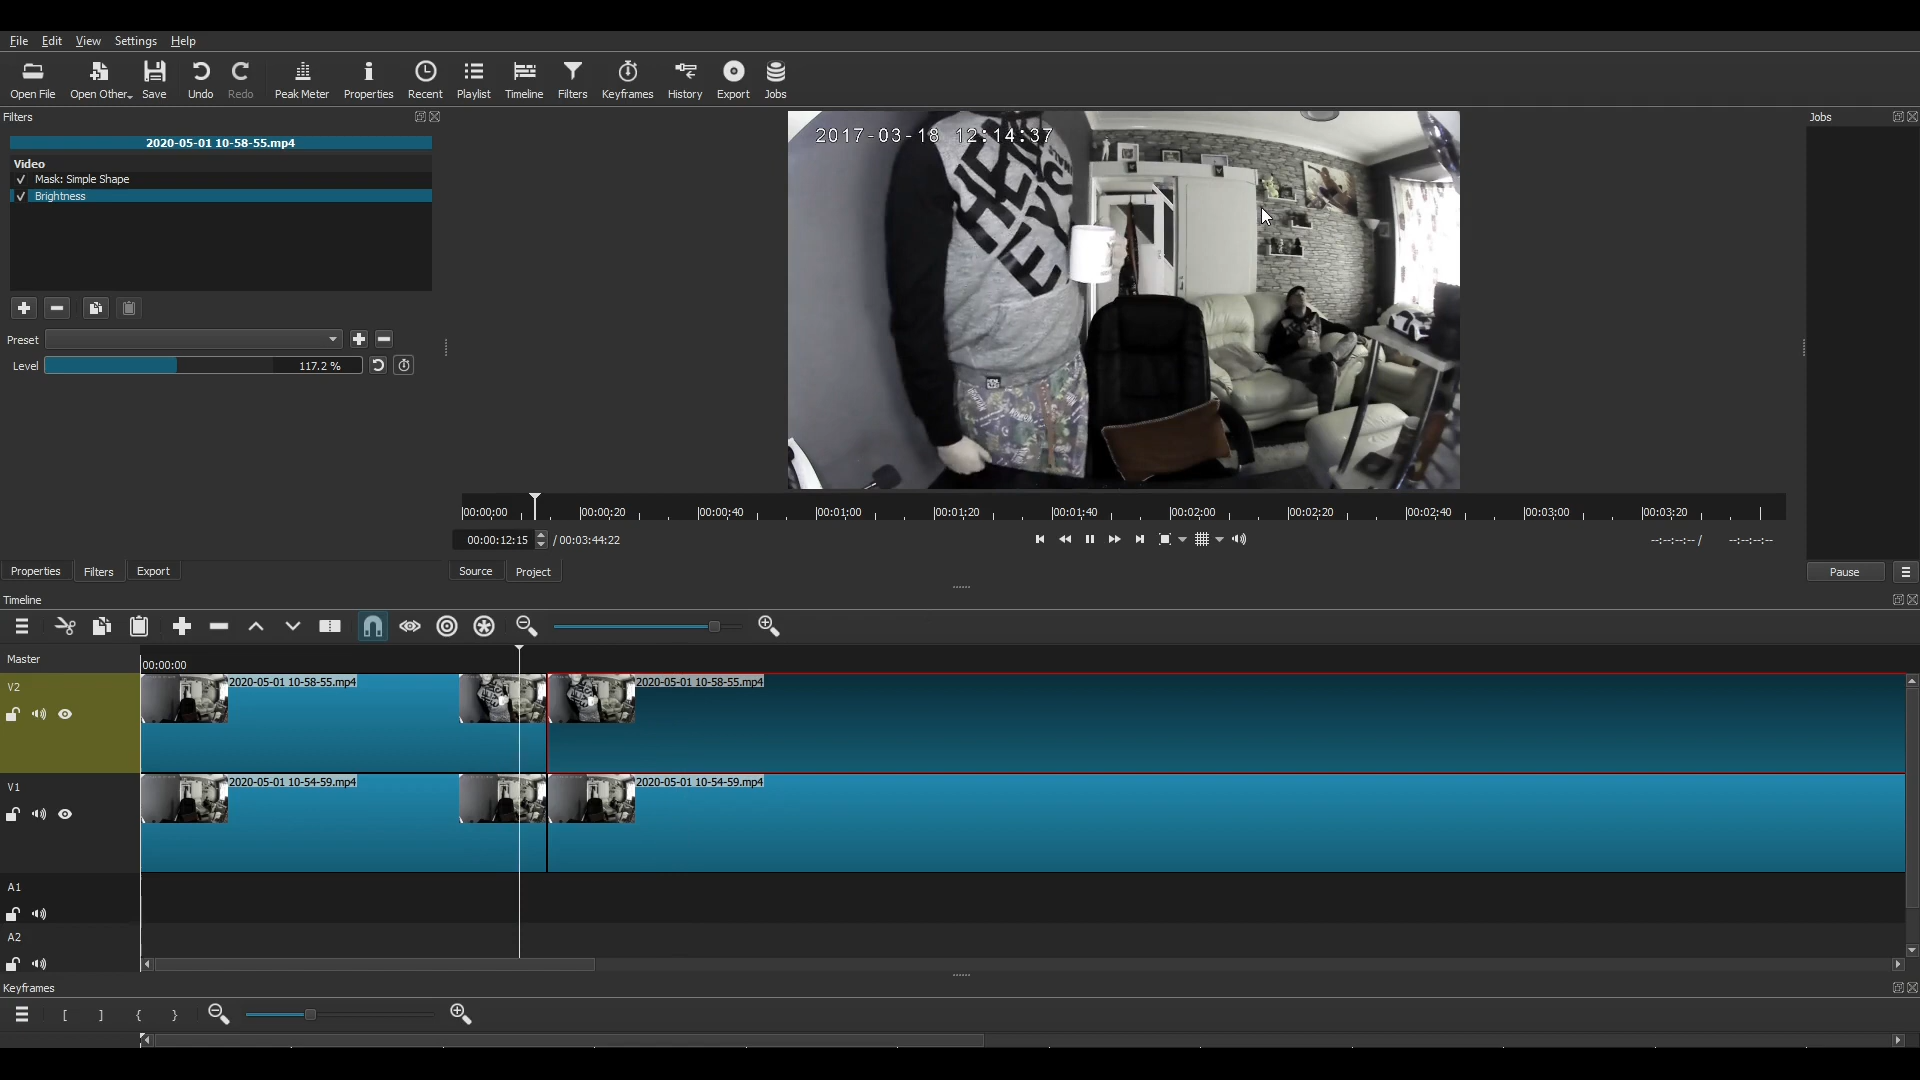 File Edit View Settings Help
Open File Open Other Save Undo Redo Peak Meter Properties Recent Playlist Timeline Filters Keyframes History Export Jobs
Filters
2020-05-01 10-58-55.mp4
Video
Mask: Simple Shape
Brightness
Preset
Level 117.2 %
Properties Filters Export
2017-03-18 12:14:37
00:00:00 00:00:20 00:00:40 00:01:00 00:01:20 00:01:40 00:02:00 00:02:20 00:02:40 00:03:00 00:03:20
00:00:12:15 / 00:03:44:22 --:--:--:-- / --:--:--:--
Source Project
Jobs
Pause
Timeline
Master
00:00:00
V2
2020-05-01 10-58-55.mp4 2020-05-01 10-58-55.mp4
V1
2020-05-01 10-54-59.mp4 2020-05-01 10-54-59.mp4
A1
A2
Keyframes
[ ] { }